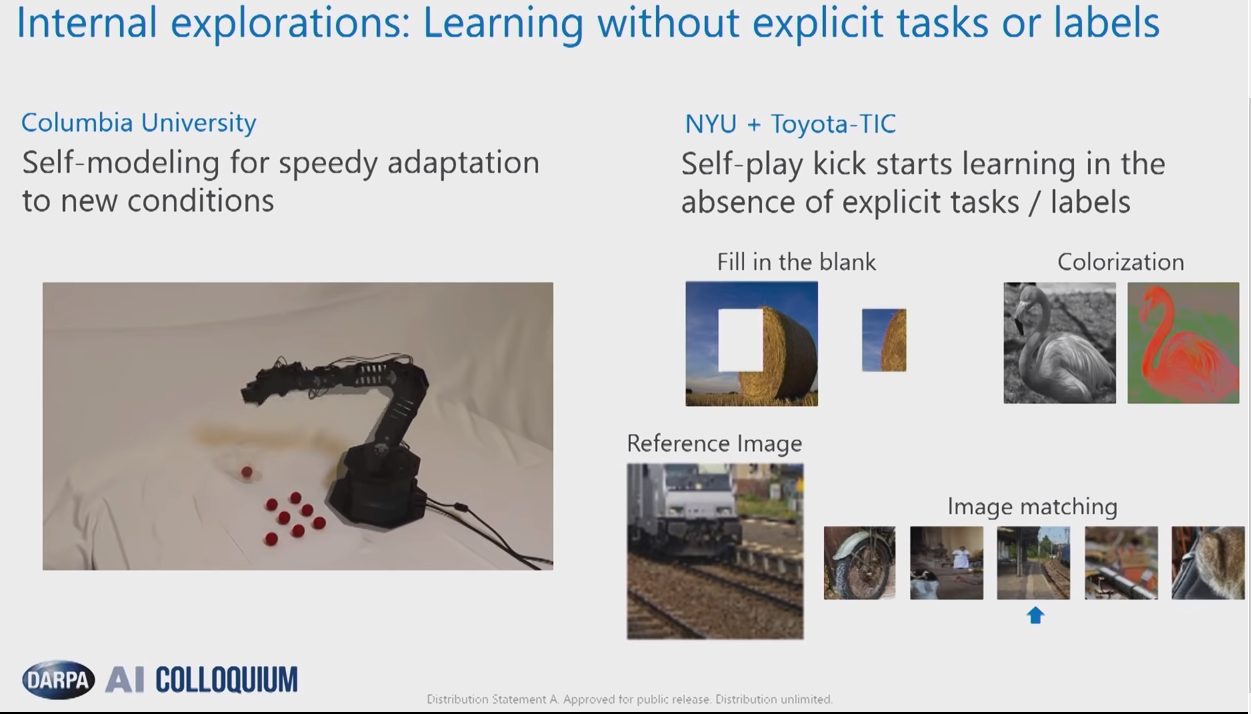 Internal explorations: Learning without explicit tasks or labels
Columbia University
Self-modeling for speedy adaptation
to new conditions
NYU + Toyota-TIC
Self-play kick starts learning in the
absence of explicit tasks / labels
Fill in the blank
Colorization
Reference Image
Image matching
DARPA AI COLLOQUIUM
Distribution Statement A. Approved for public release. Distribution unlimited.